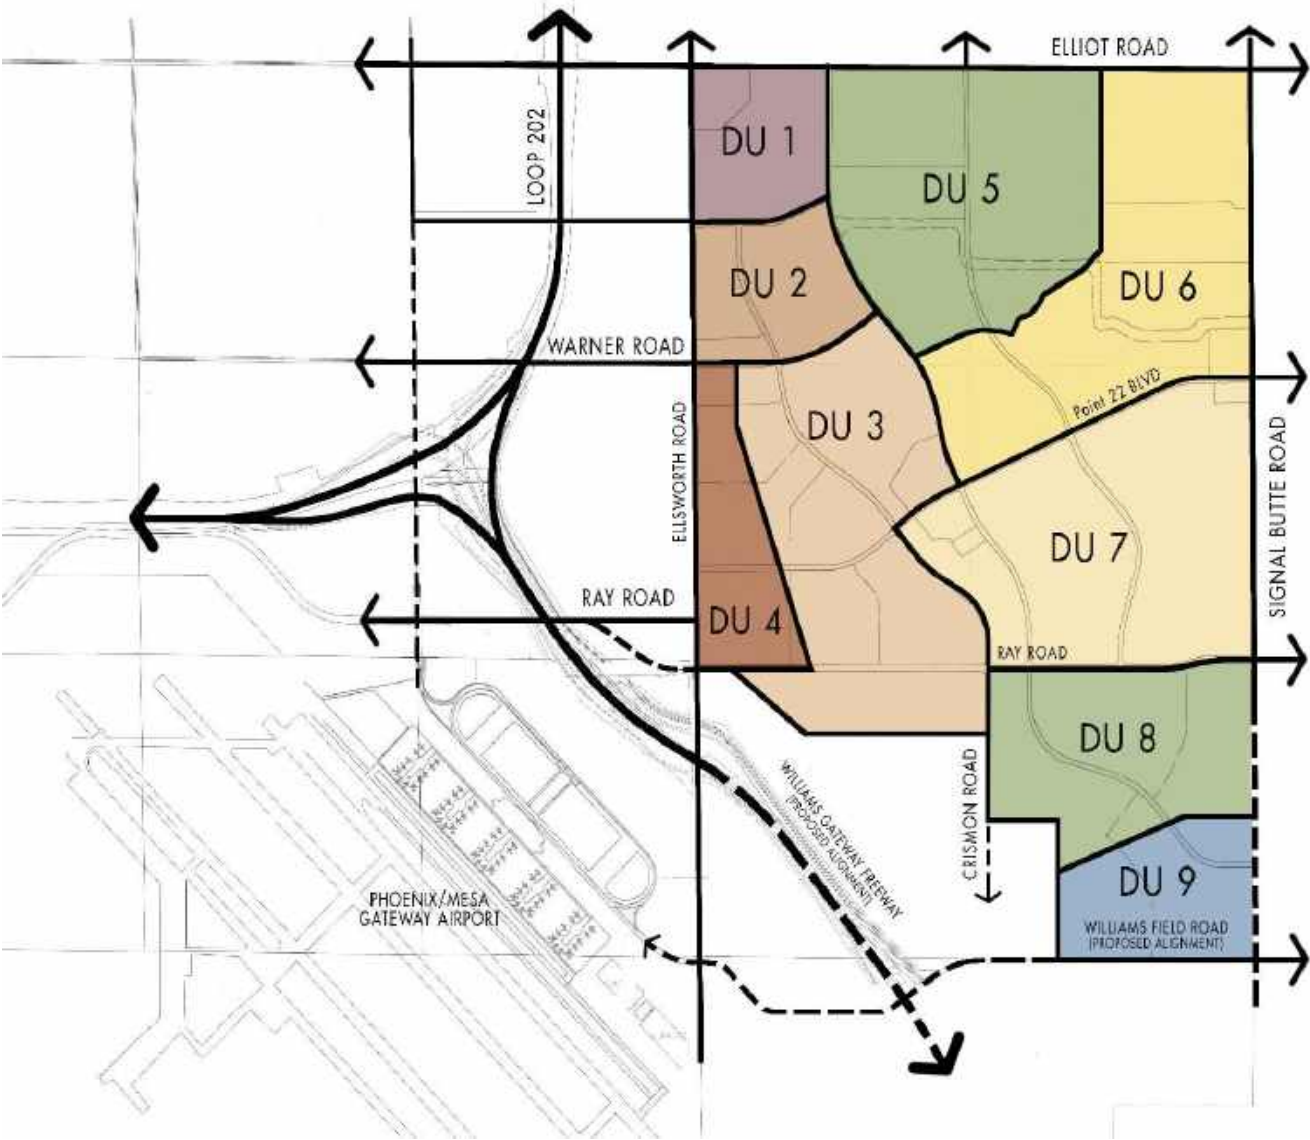 ELLIOT ROAD
LOOP 202
DU 1
DU 5
DU 2
DU 6
WARNER ROAD
Point 22 BLVD
DU 3
ELLSWORTH ROAD
SIGNAL BUTTE ROAD
DU 7
RAY ROAD
DU 4
RAY ROAD
DU 8
CRISMON ROAD
WILLIAMS GATEWAY FREEWAY
(PROPOSED ALIGNMENT)
DU 9
PHOENIX/MESA
GATEWAY AIRPORT
WILLIAMS FIELD ROAD
(PROPOSED ALIGNMENT)